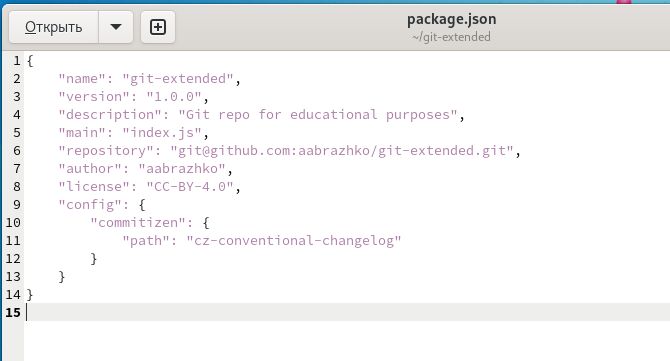 Открыть
package.json
~/git-extended
1 {
2     "name": "git-extended",
3     "version": "1.0.0",
4     "description": "Git repo for educational purposes",
5     "main": "index.js",
6     "repository": "git@github.com:aabrazhko/git-extended.git",
7     "author": "aabrazhko",
8     "license": "CC-BY-4.0",
9     "config": {
10         "commitizen": {
11             "path": "cz-conventional-changelog"
12         }
13     }
14 }
15